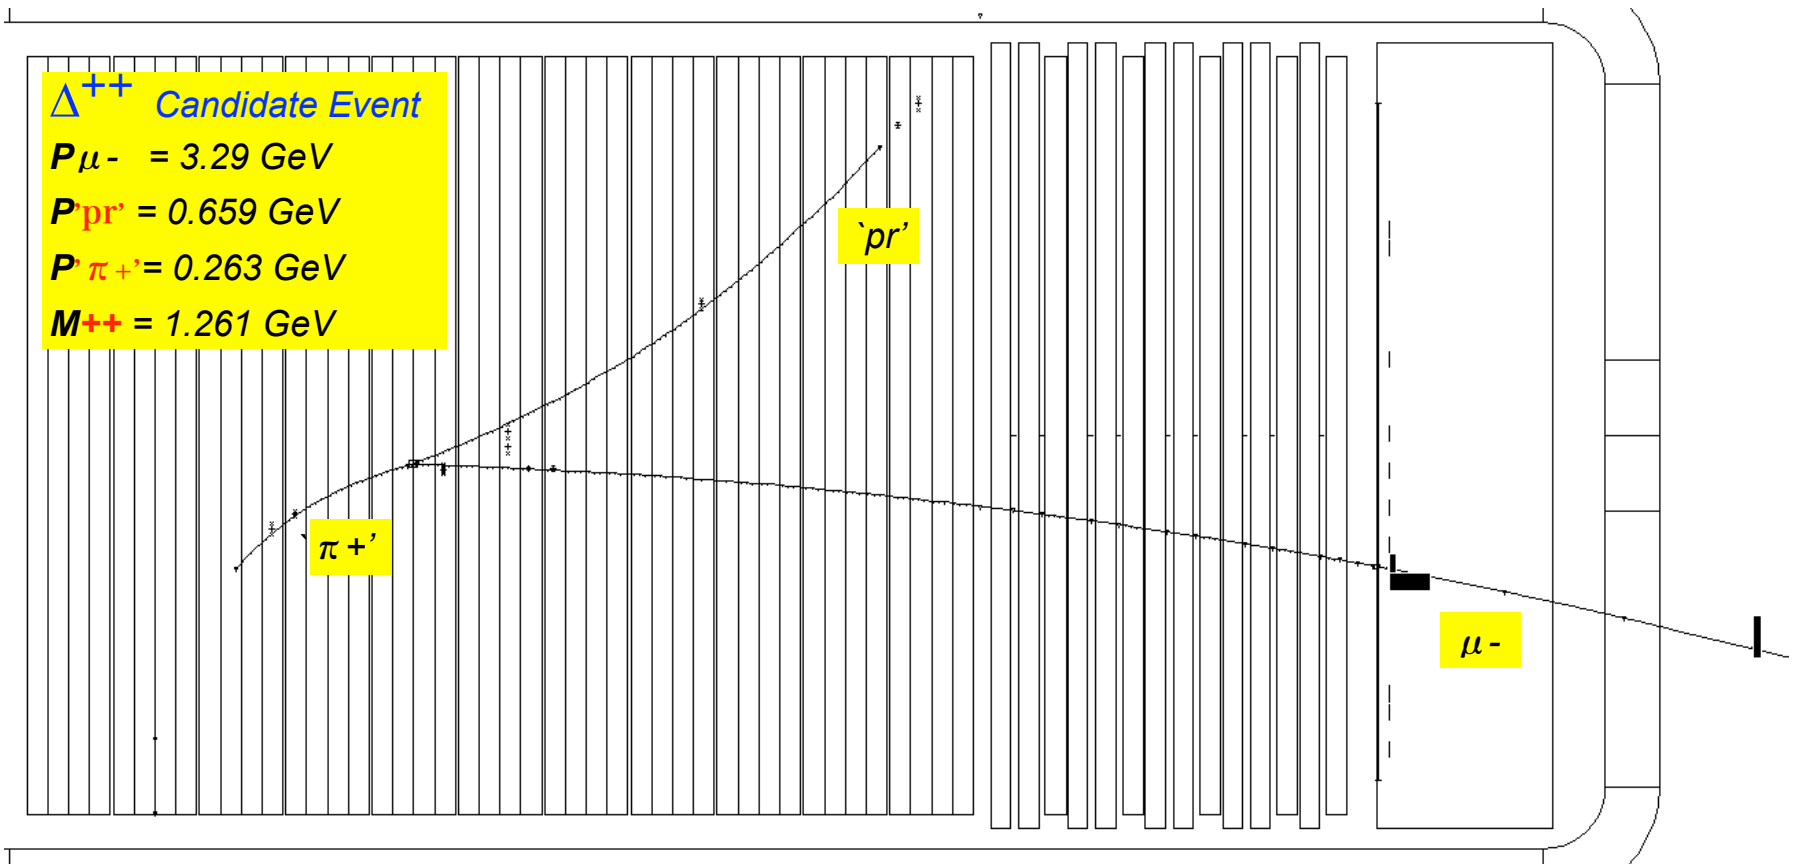 Δ++ Candidate Event
Pμ- = 3.29 GeV
P'pr' = 0.659 GeV
P'π+'= 0.263 GeV
M++ = 1.261 GeV
`pr'
π+'
μ-